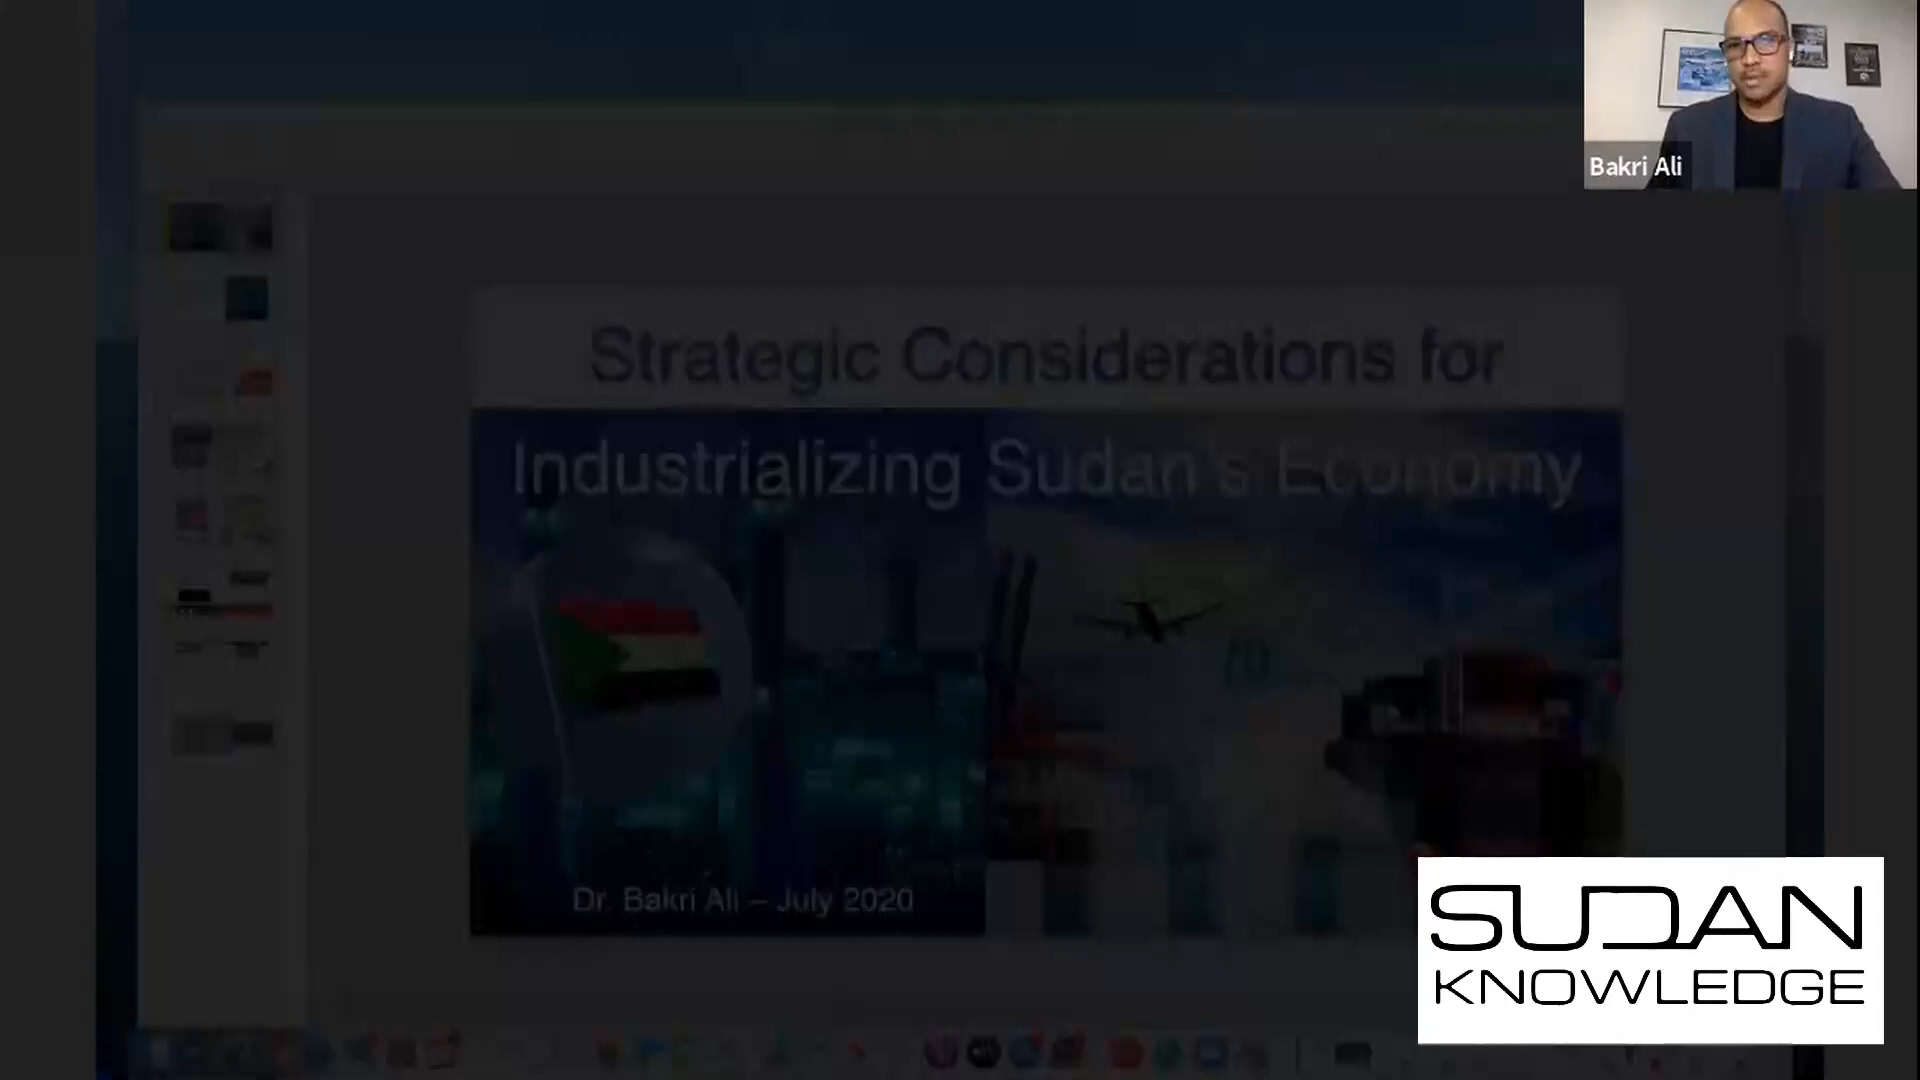 Bakri Ali
Strategic Considerations for
Industrializing Sudan's Economy
Dr. Bakri Ali – July 2020
SUDAN
KNOWLEDGE